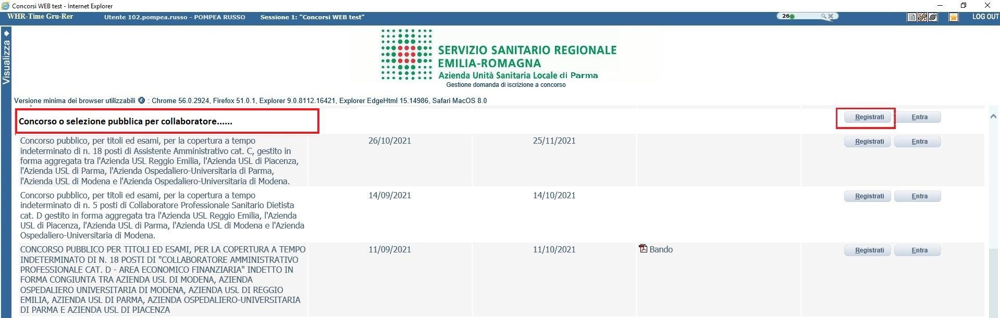 Concorsi WEB test - Internet Explorer
WHR-Time Gru-Rer Utente 102.pompea.russo - POMPEA RUSSO Sessione 1: "Concorsi WEB test" 26 LOG OUT
Visualizza
SERVIZIO SANITARIO REGIONALE
EMILIA-ROMAGNA
Azienda Unità Sanitaria Locale di Parma
Gestione domanda di iscrizione a concorso
Versione minima dei browser utilizzabili : Chrome 56.0.2924, Firefox 51.0.1, Explorer 9.0.8112.16421, Explorer EdgeHtml 15.14986, Safari MacOS 8.0
Concorso o selezione pubblica per collaboratore...... Registrati Entra
Concorso pubblico, per titoli ed esami, per la copertura a tempo 26/10/2021 25/11/2021 Registrati Entra
indeterminato di n. 18 posti di Assistente Amministrativo cat. C, gestito in
forma aggregata tra l'Azienda USL Reggio Emilia, l'Azienda USL di Piacenza,
l'Azienda USL di Parma, l'Azienda Ospedaliero-Universitaria di Parma,
l'Azienda USL di Modena e l'Azienda Ospedaliero-Universitaria di Modena.
Concorso pubblico, per titoli ed esami, per la copertura a tempo 14/09/2021 14/10/2021 Registrati Entra
indeterminato di n. 5 posti di Collaboratore Professionale Sanitario Dietista
cat. D gestito in forma aggregata tra l'Azienda USL Reggio Emilia, l'Azienda
USL di Piacenza, l'Azienda USL di Parma, l'Azienda USL di Modena e l'Azienda
Ospedaliero-Universitaria di Modena.
CONCORSO PUBBLICO PER TITOLI ED ESAMI, PER LA COPERTURA A TEMPO 11/09/2021 11/10/2021 Bando Registrati Entra
INDETERMINATO DI N. 18 POSTI DI "COLLABORATORE AMMINISTRATIVO
PROFESSIONALE CAT. D - AREA ECONOMICO FINANZIARIA" INDETTO IN
FORMA CONGIUNTA TRA AZIENDA USL DI MODENA, AZIENDA
OSPEDALIERO UNIVERSITARIA DI MODENA, AZIENDA USL DI REGGIO
EMILIA, AZIENDA USL DI PARMA, AZIENDA OSPEDALIERO-UNIVERSITARIA
DI PARMA E AZIENDA USL DI PIACENZA